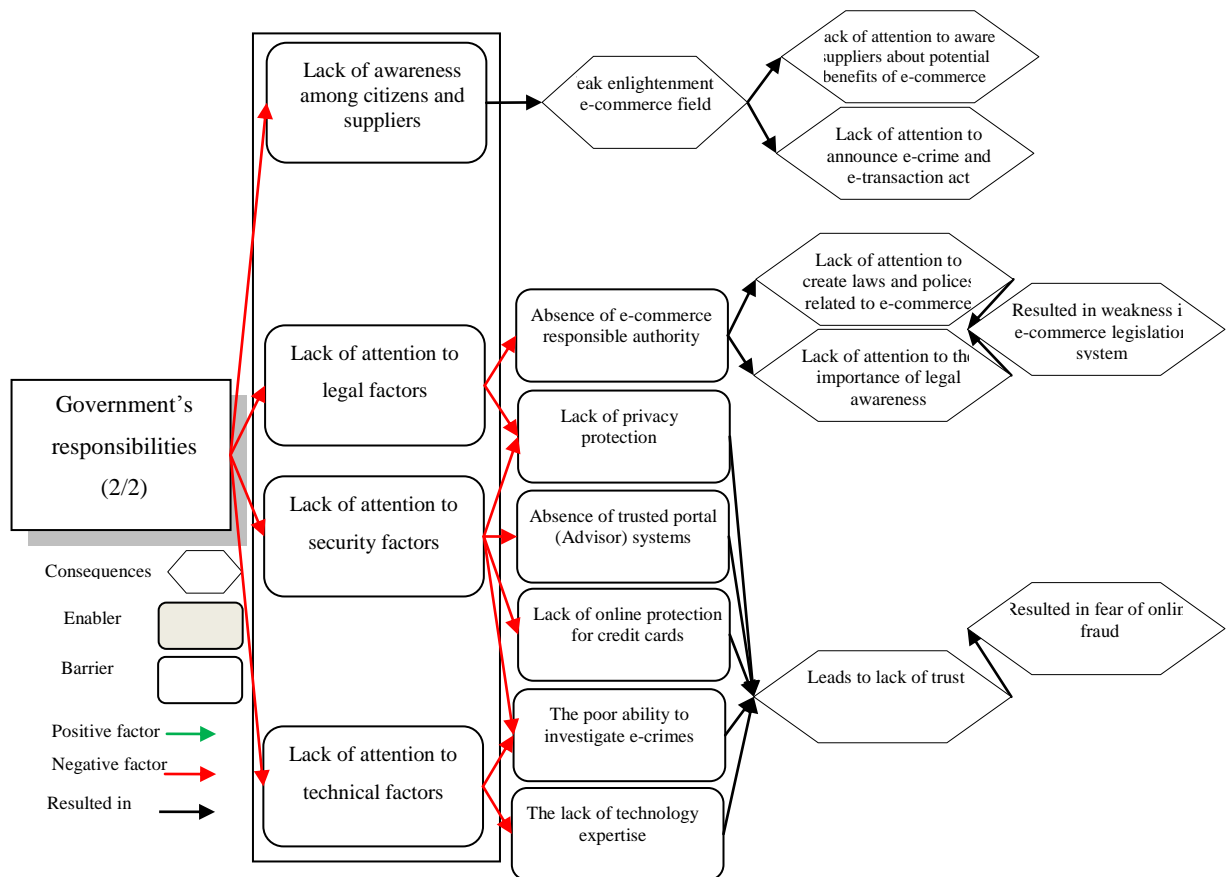 Government's
responsibilities
(2/2)
Consequences
Enabler
Barrier
Positive factor
Negative factor
Resulted in
Lack of awareness
among citizens and
suppliers
Lack of attention to
legal factors
Lack of attention to
security factors
Lack of attention to
technical factors
eak enlightenment
e-commerce field
ack of attention to aware
suppliers about potential
benefits of e-commerce
Lack of attention to
announce e-crime and
e-transaction act
Absence of e-commerce
responsible authority
Lack of privacy
protection
Absence of trusted portal
(Advisor) systems
Lack of online protection
for credit cards
The poor ability to
investigate e-crimes
The lack of technology
expertise
Lack of attention to
create laws and polices
related to e-commerce
Lack of attention to the
importance of legal
awareness
Resulted in weakness i
e-commerce legislation
system
Leads to lack of trust
Resulted in fear of onlin
fraud